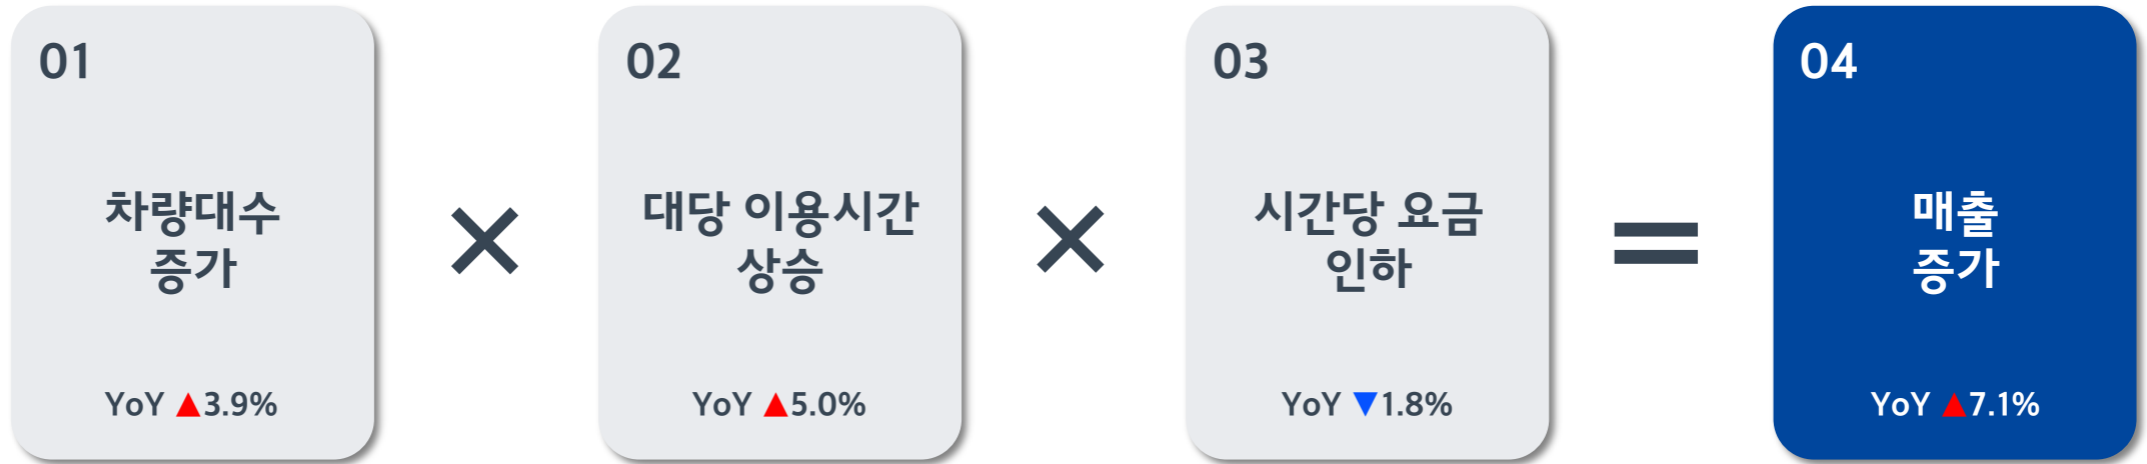 01
차량대수
증가
YoY ▲3.9%
×
02
대당 이용시간
상승
YoY ▲5.0%
×
03
시간당 요금
인하
YoY ▼1.8%
=
04
매출
증가
YoY ▲7.1%